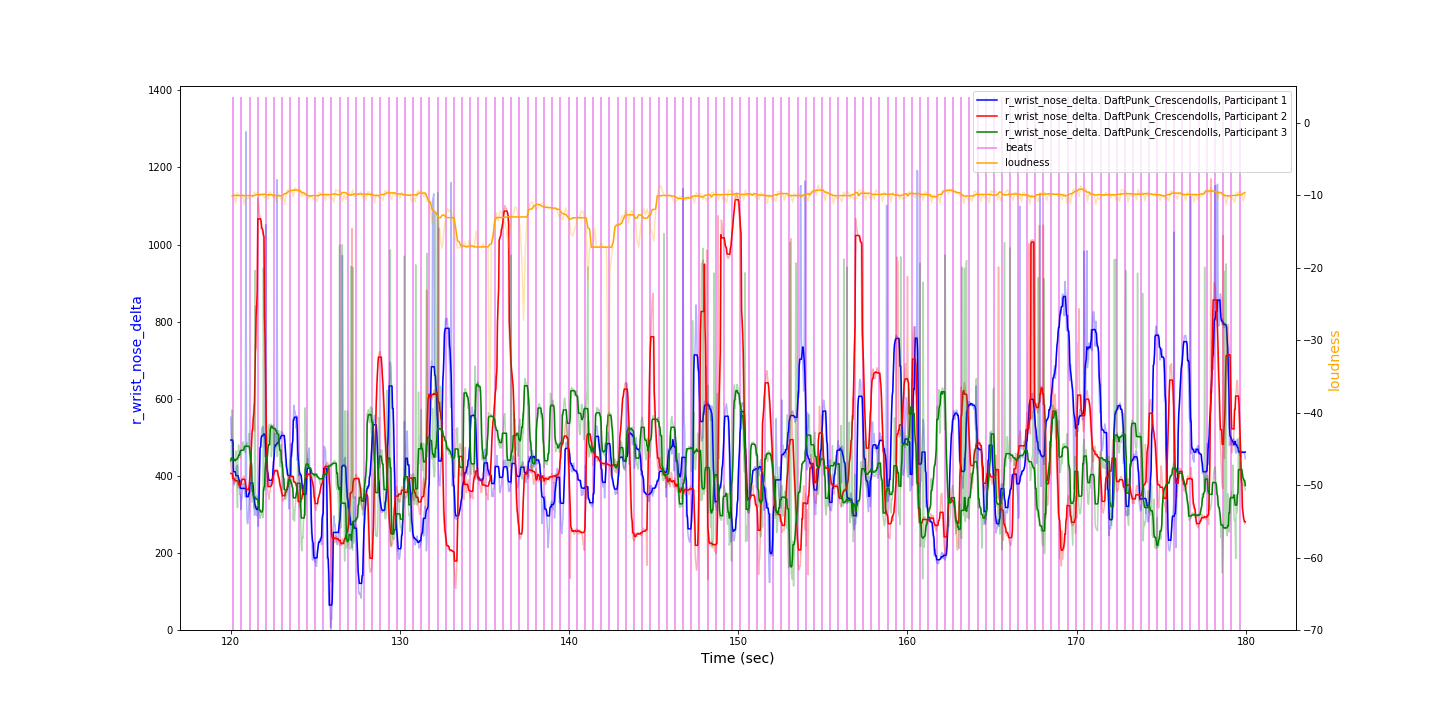 1400
1200
1000
800
600
400
200
0
r_wrist_nose_delta
r_wrist_nose_delta. DaftPunk_Crescendolls, Participant 1
r_wrist_nose_delta. DaftPunk_Crescendolls, Participant 2
r_wrist_nose_delta. DaftPunk_Crescendolls, Participant 3
beats
loudness
0
−10
−20
−30
−40
−50
−60
−70
loudness
120
130
140
150
160
170
180
Time (sec)